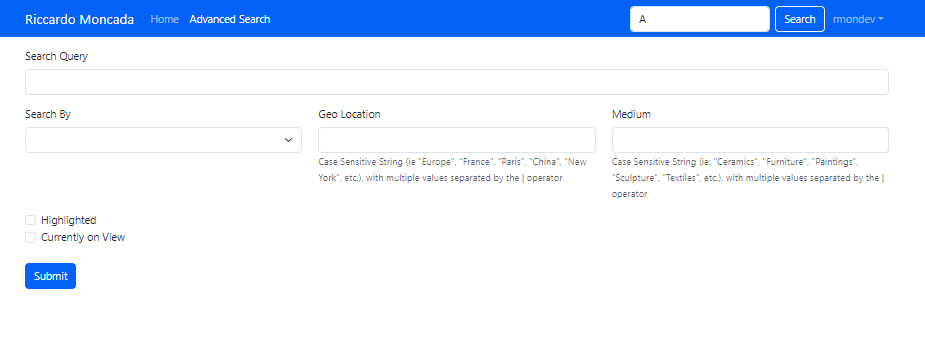 Riccardo Moncada Home Advanced Search A Search rmondev
Search Query
Search By Geo Location Medium
Case Sensitive String (ie "Europe", "France", "Paris", "China", "New
York", etc.), with multiple values separated by the | operator
Case Sensitive String (ie: "Ceramics", "Furniture", "Paintings",
"Sculpture", "Textiles", etc.), with multiple values separated by the |
operator
Highlighted
Currently on View
Submit